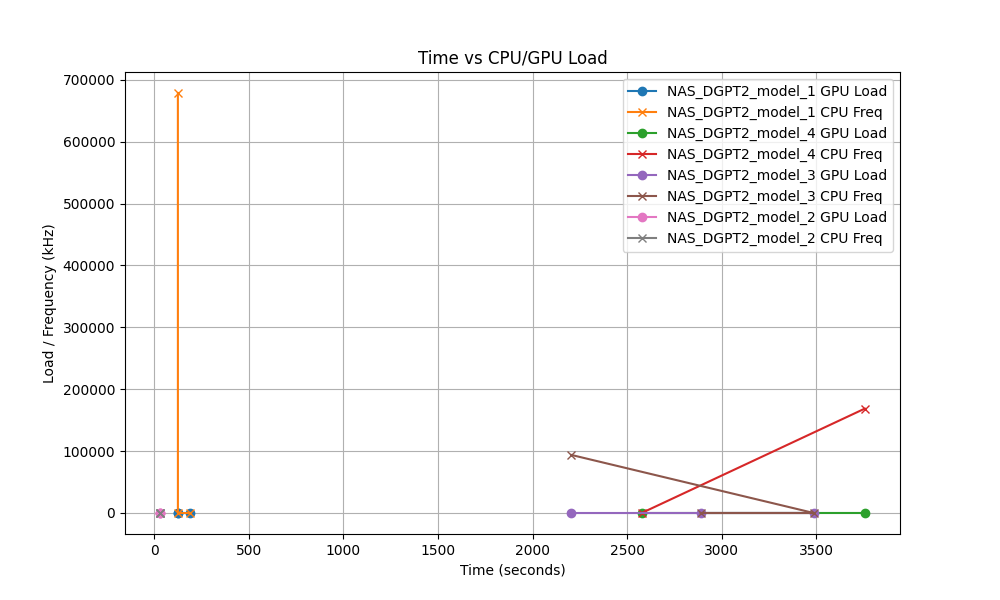 Time vs CPU/GPU Load
Load / Frequency (kHz)
700000
600000
500000
400000
300000
200000
100000
0
NAS_DGPT2_model_1 GPU Load
NAS_DGPT2_model_1 CPU Freq
NAS_DGPT2_model_4 GPU Load
NAS_DGPT2_model_4 CPU Freq
NAS_DGPT2_model_3 GPU Load
NAS_DGPT2_model_3 CPU Freq
NAS_DGPT2_model_2 GPU Load
NAS_DGPT2_model_2 CPU Freq
0 500 1000 1500 2000 2500 3000 3500
Time (seconds)